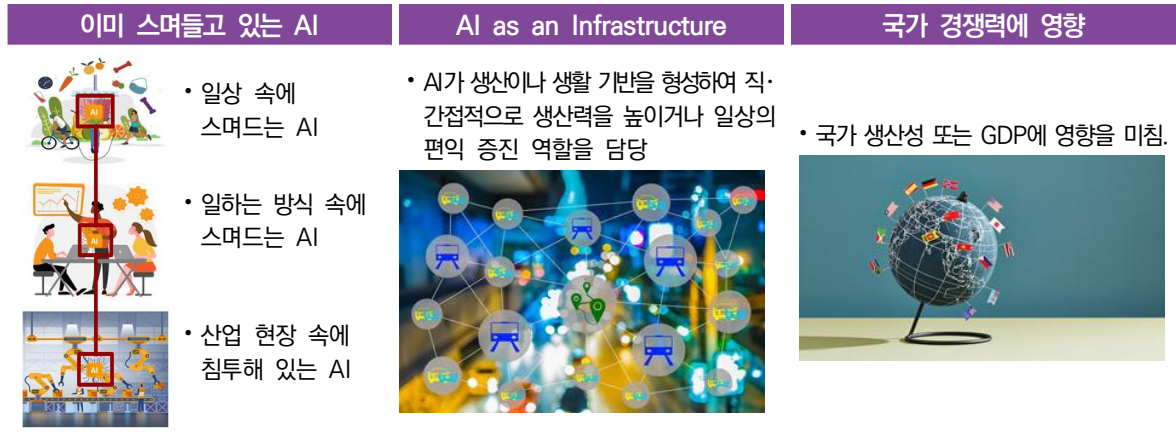 이미 스며들고 있는 AI
AI
• 일상 속에
스며드는 AI
AI
• 일하는 방식 속에
스며드는 AI
AI
• 산업 현장 속에
침투해 있는 AI
AI as an Infrastructure
• AI가 생산이나 생활 기반을 형성하여 직·
간접적으로 생산력을 높이거나 일상의
편익 증진 역할을 담당
국가 경쟁력에 영향
• 국가 생산성 또는 GDP에 영향을 미침.